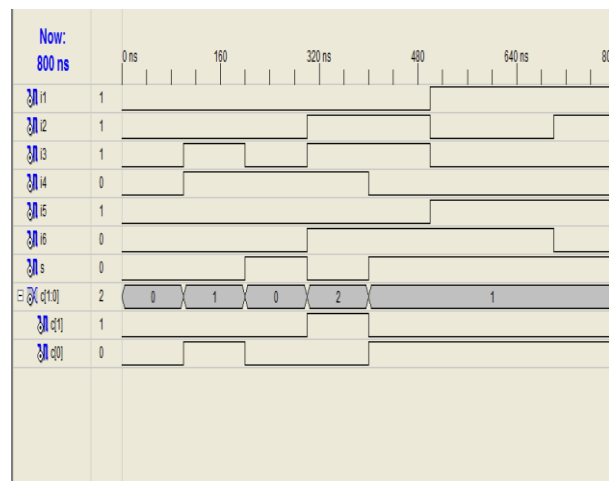 Now:
800 ns
0 ns 160 320 ns 480 640 ns 80
i1 1
i2 1
i3 1
i4 0
i5 1
i6 0
s 0
c[1:0] 2 0 1 0 2 1
c[1] 1
c[0] 0